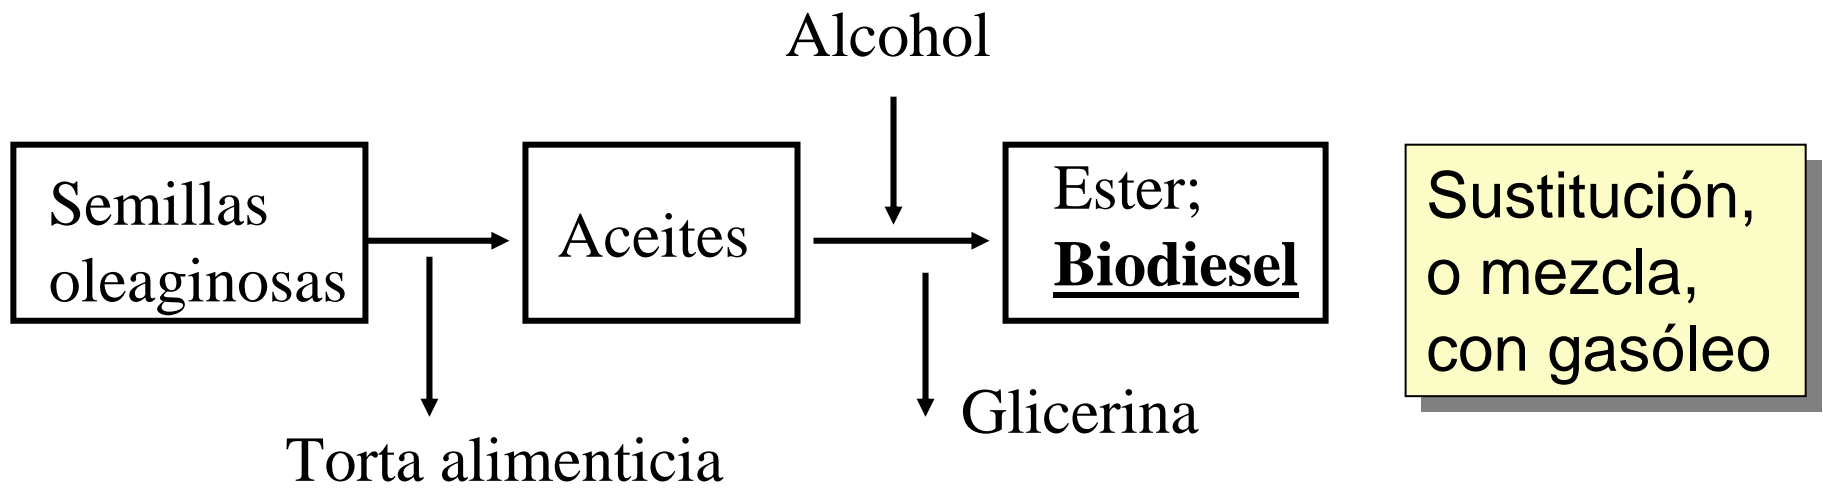 Alcohol
Semillas
oleaginosas
Aceites
Ester;
Biodiesel
Sustitución,
o mezcla,
con gasóleo
Glicerina
Torta alimenticia